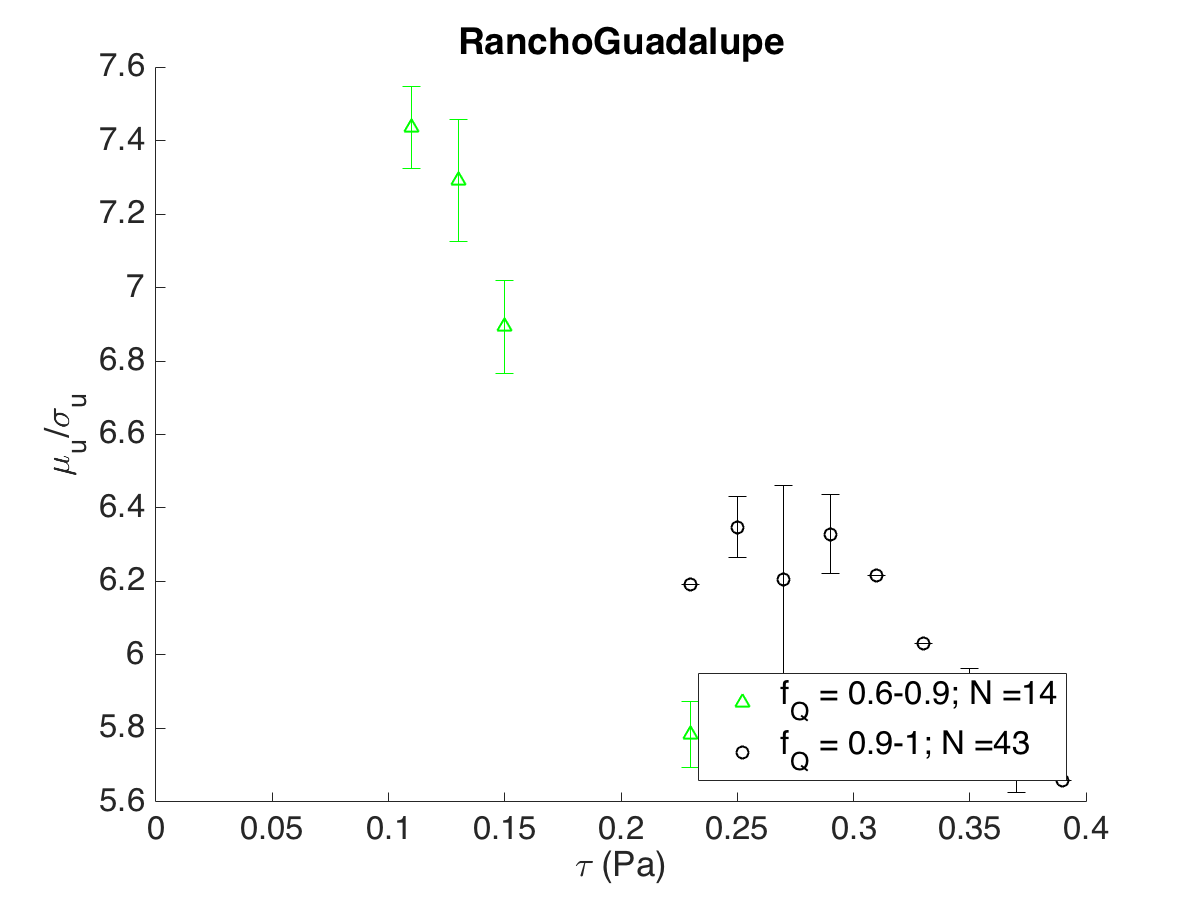 RanchoGuadalupe
7.6
7.4
7.2
7
6.8
6.6
6.4
6.2
6
5.8
5.6
μu/σu
fQ = 0.6-0.9; N =14
fQ = 0.9-1; N =43
0 0.05 0.1 0.15 0.2 0.25 0.3 0.35 0.4
τ (Pa)